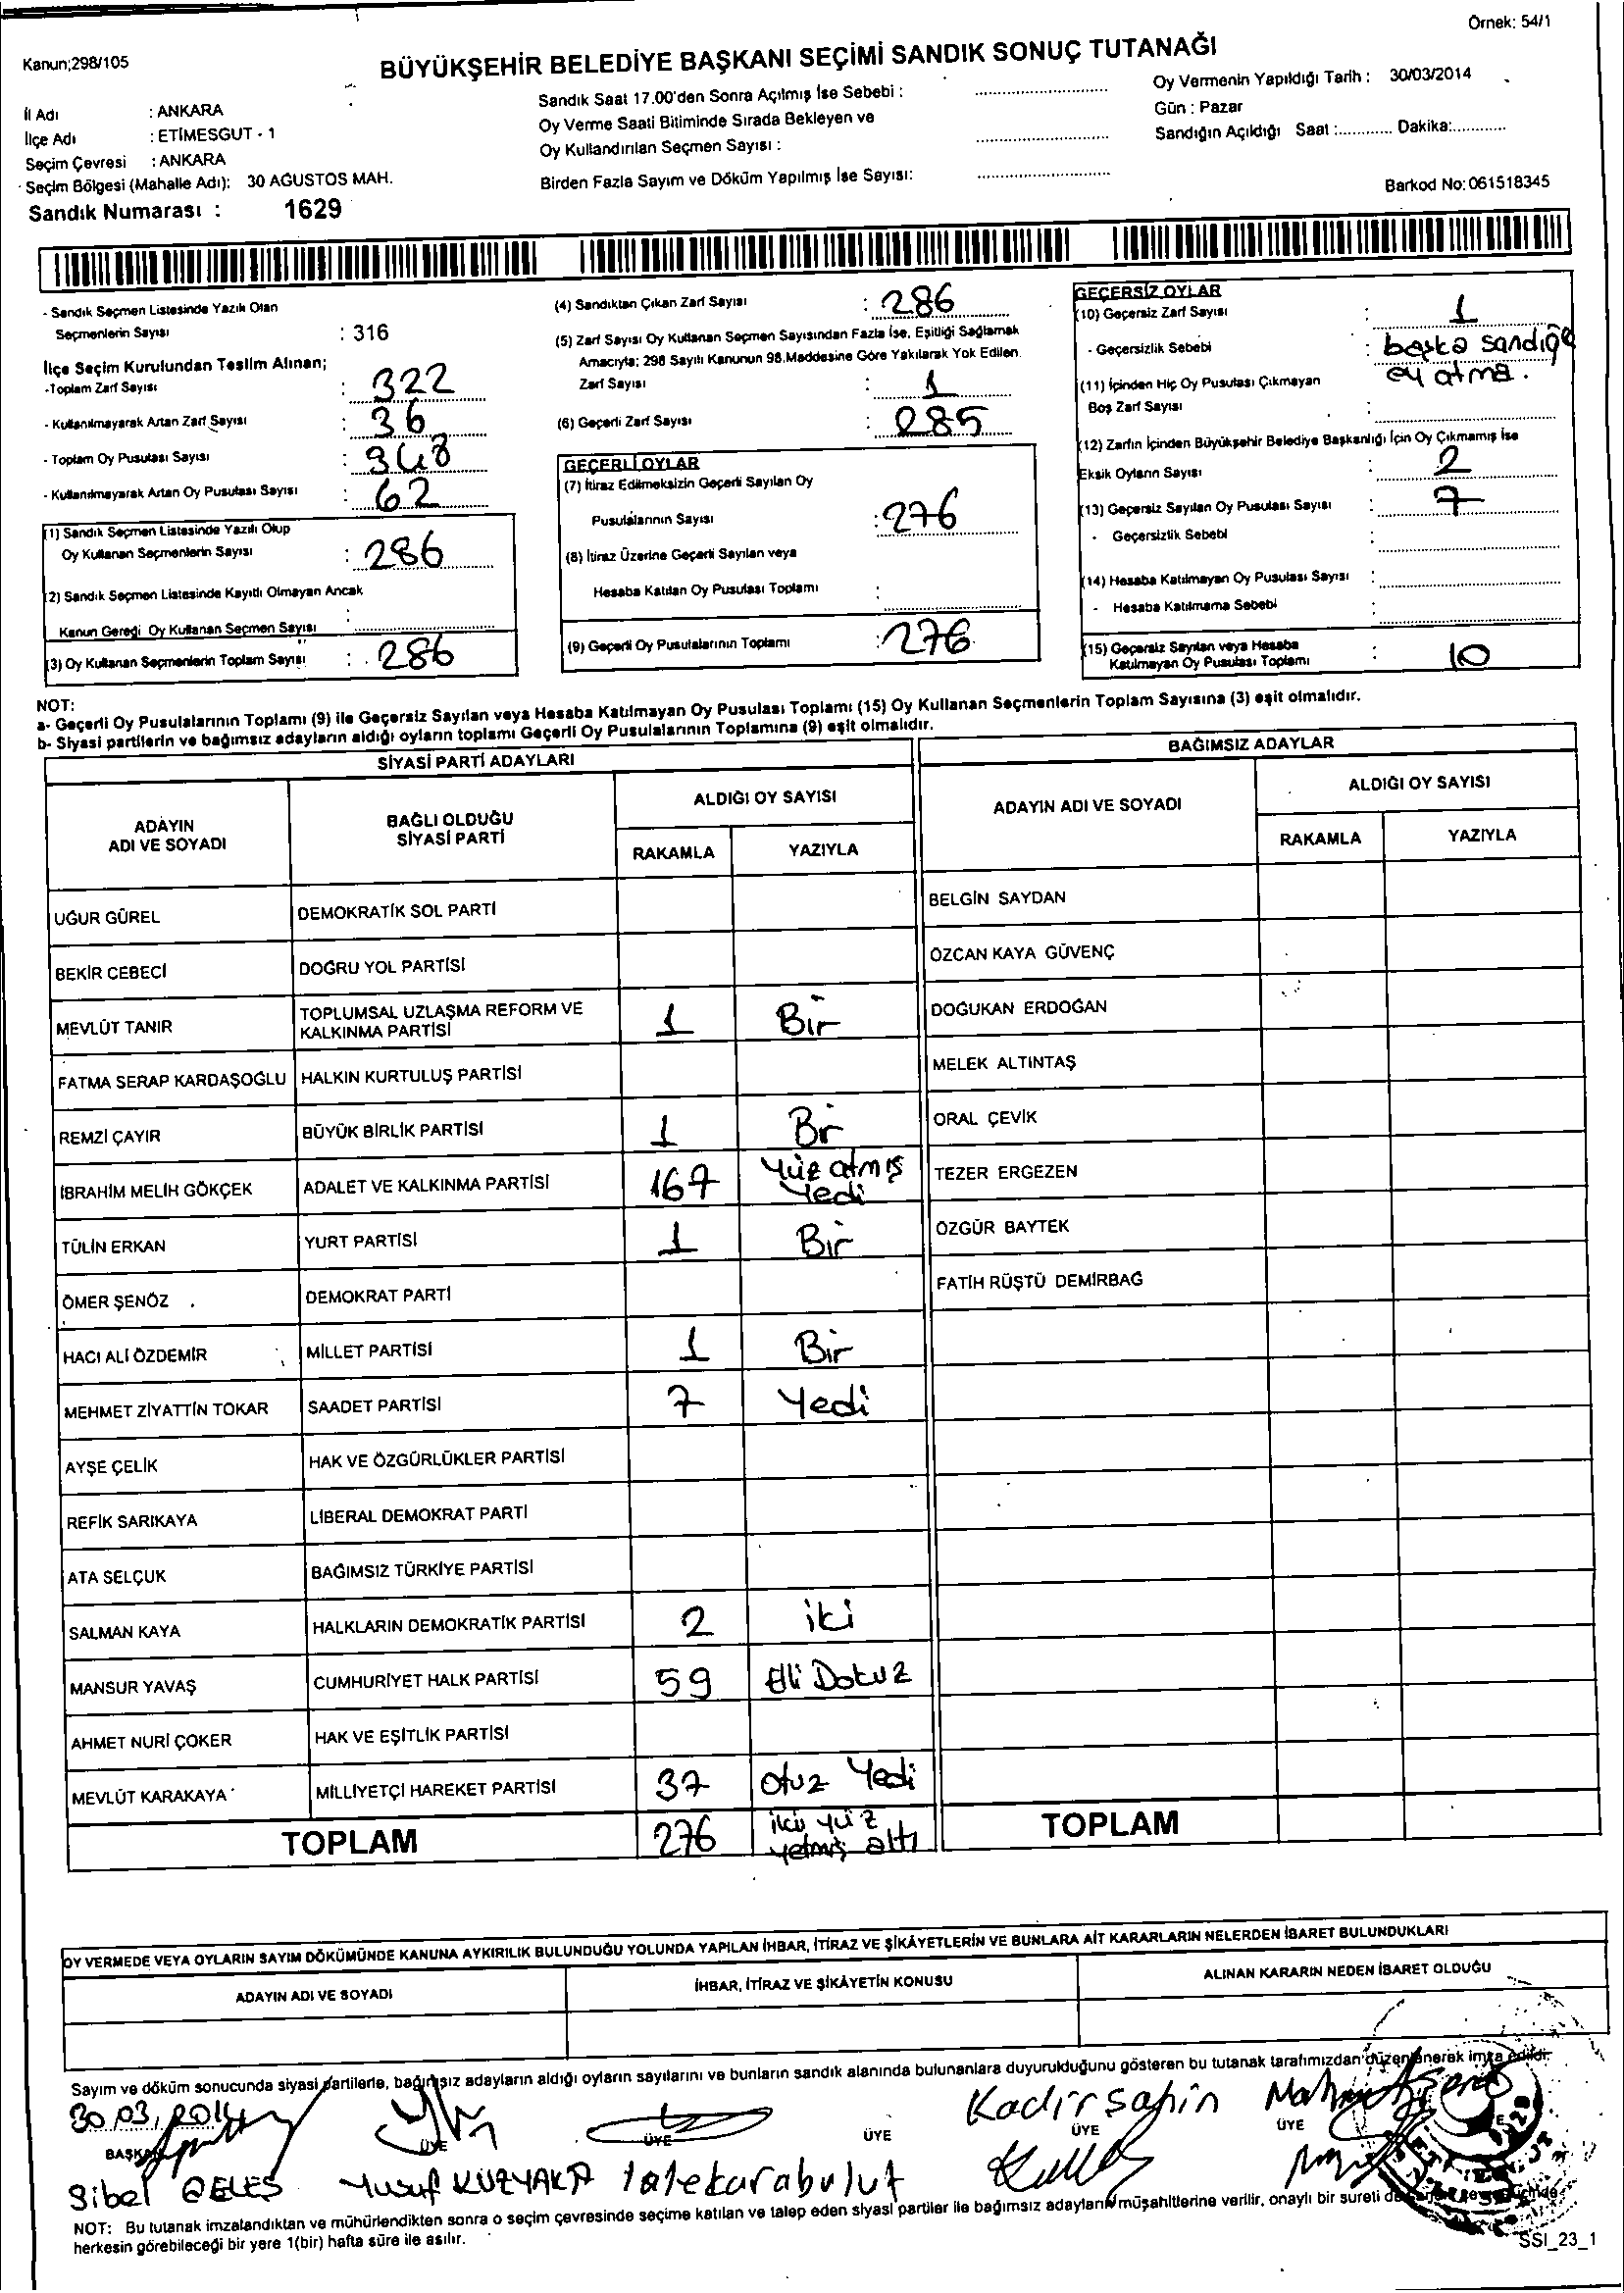 Örnek: 54/1
Kanun;298/105
BÜYÜKŞEHİR BELEDİYE BAŞKANI SEÇİMİ SANDIK SONUÇ TUTANAĞI
İl Adı : ANKARA
İlçe Adı : ETİMESGUT - 1
Seçim Çevresi : ANKARA
Seçim Bölgesi (Mahalle Adı): 30 AĞUSTOS MAH.
Sandık Numarası : 1629
Sandık Saat 17.00'den Sonra Açılmış İse Sebebi :
Oy Verme Saati Bitiminde Sırada Bekleyen ve
Oy Kullandırılan Seçmen Sayısı :
Birden Fazla Sayım ve Döküm Yapılmış İse Sayısı:
Oy Vermenin Yapıldığı Tarih : 30/03/2014
Gün : Pazar
Sandığın Açıldığı Saat :............ Dakika:............
Barkod No: 061518345
- Sandık Seçmen Listesinde Yazılı Olan
Seçmenlerin Sayısı : 316
İlçe Seçim Kurulundan Teslim Alınan;
-Toplam Zarf Sayısı : 322
- Kullanılmayarak Artan Zarf Sayısı : 36
- Toplam Oy Pusulası Sayısı : 348
- Kullanılmayarak Artan Oy Pusulası Sayısı : 62
(1) Sandık Seçmen Listesinde Yazılı Olup
Oy Kullanan Seçmenlerin Sayısı : 286
(2) Sandık Seçmen Listesinde Kayıtlı Olmayan Ancak
Kanun Gereği Oy Kullanan Seçmen Sayısı :
(3) Oy Kullanan Seçmenlerin Toplam Sayısı : 286
(4) Sandıktan Çıkan Zarf Sayısı : 286
(5) Zarf Sayısı Oy Kullanan Seçmen Sayısından Fazla İse, Eşitliği Sağlamak
Amacıyla; 298 Sayılı Kanunun 98.Maddesine Göre Yakılarak Yok Edilen.
Zarf Sayısı : 1
(6) Geçerli Zarf Sayısı : 285
GEÇERLİ OYLAR
(7) İtiraz Edilmeksizin Geçerli Sayılan Oy
Pusulalarının Sayısı : 276
(8) İtiraz Üzerine Geçerli Sayılan veya
Hesaba Katılan Oy Pusulası Toplamı :
(9) Geçerli Oy Pusulalarının Toplamı : 276
GEÇERSİZ OYLAR
(10) Geçersiz Zarf Sayısı : 1
- Geçersizlik Sebebi : başka sandığa
oy atma.
(11) İçinden Hiç Oy Pusulası Çıkmayan
Boş Zarf Sayısı :
(12) Zarfın İçinden Büyükşehir Belediye Başkanlığı İçin Oy Çıkmamış İse
Eksik Oyların Sayısı : 2
(13) Geçersiz Sayılan Oy Pusulası Sayısı : 7
- Geçersizlik Sebebi :
(14) Hesaba Katılmayan Oy Pusulası Sayısı :
- Hesaba Katılmama Sebebi :
(15) Geçersiz Sayılan veya Hesaba
Katılmayan Oy Pusulası Toplamı : 10
NOT:
a- Geçerli Oy Pusulalarının Toplamı (9) ile Geçersiz Sayılan veya Hesaba Katılmayan Oy Pusulası Toplamı (15) Oy Kullanan Seçmenlerin Toplam Sayısına (3) eşit olmalıdır.
b- Siyasi partilerin ve bağımsız adayların aldığı oyların toplamı Geçerli Oy Pusulalarının Toplamına (9) eşit olmalıdır.
SİYASİ PARTİ ADAYLARI
ADAYIN ADI VE SOYADI
BAĞLI OLDUĞU SİYASİ PARTİ
ALDIĞI OY SAYISI
RAKAMLA YAZIYLA
UĞUR GÜREL DEMOKRATİK SOL PARTİ
BEKİR CEBECİ DOĞRU YOL PARTİSİ
MEVLÜT TANIR TOPLUMSAL UZLAŞMA REFORM VE KALKINMA PARTİSİ 1 Bir
FATMA SERAP KARDAŞOĞLU HALKIN KURTULUŞ PARTİSİ
REMZİ ÇAYIR BÜYÜK BİRLİK PARTİSİ 1 Bir
İBRAHİM MELİH GÖKÇEK ADALET VE KALKINMA PARTİSİ 167 Yüz atmış Yedi
TÜLİN ERKAN YURT PARTİSİ 1 Bir
ÖMER ŞENÖZ DEMOKRAT PARTİ
HACI ALİ ÖZDEMİR MİLLET PARTİSİ 1 Bir
MEHMET ZİYATTİN TOKAR SAADET PARTİSİ 7 Yedi
AYŞE ÇELİK HAK VE ÖZGÜRLÜKLER PARTİSİ
REFİK SARIKAYA LİBERAL DEMOKRAT PARTİ
ATA SELÇUK BAĞIMSIZ TÜRKİYE PARTİSİ
SALMAN KAYA HALKLARIN DEMOKRATİK PARTİSİ 2 iki
MANSUR YAVAŞ CUMHURİYET HALK PARTİSİ 59 Elli Dokuz
AHMET NURİ ÇOKER HAK VE EŞİTLİK PARTİSİ
MEVLÜT KARAKAYA MİLLİYETÇİ HAREKET PARTİSİ 37 Otuz Yedi
TOPLAM 276 iki yüz yetmiş altı
BAĞIMSIZ ADAYLAR
ADAYIN ADI VE SOYADI
ALDIĞI OY SAYISI
RAKAMLA YAZIYLA
BELGİN SAYDAN
ÖZCAN KAYA GÜVENÇ
DOĞUKAN ERDOĞAN
MELEK ALTINTAŞ
ORAL ÇEVİK
TEZER ERGEZEN
ÖZGÜR BAYTEK
FATİH RÜŞTÜ DEMİRBAĞ
TOPLAM
OY VERMEDE VEYA OYLARIN SAYIM DÖKÜMÜNDE KANUNA AYKIRILIK BULUNDUĞU YOLUNDA YAPILAN İHBAR, İTİRAZ VE ŞİKÂYETLERİN VE BUNLARA AİT KARARLARIN NELERDEN İBARET BULUNDUKLARI
ADAYIN ADI VE SOYADI
İHBAR, İTİRAZ VE ŞİKÂYETİN KONUSU
ALINAN KARARIN NEDEN İBARET OLDUĞU
Sayım ve döküm sonucunda siyasi partilerle, bağımsız adayların aldığı oyların sayılarını ve bunların sandık alanında bulunanlara duyurulduğunu gösteren bu tutanak tarafımızdan düzenlenerek imza edildi.
30.03.2014
Kadir şahin
BAŞKAN ÜYE ÜYE ÜYE ÜYE ÜYE
Sibel Yusuf KUZYAKA lalekarabulut
NOT: Bu tutanak imzalandıktan ve mühürlendikten sonra o seçim çevresinde seçime katılan ve talep eden siyasi partiler ile bağımsız adayların müşahitlerine verilir, onaylı bir sureti
herkesin görebileceği bir yere 1(bir) hafta süre ile asılır.
SSI_23_1